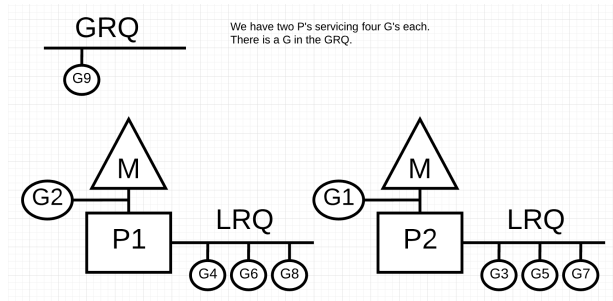 GRQ
We have two P's servicing four G's each.
There is a G in the GRQ.
G9
M
M
G2
G1
P1
LRQ
P2
LRQ
G4 G6 G8
G3 G5 G7